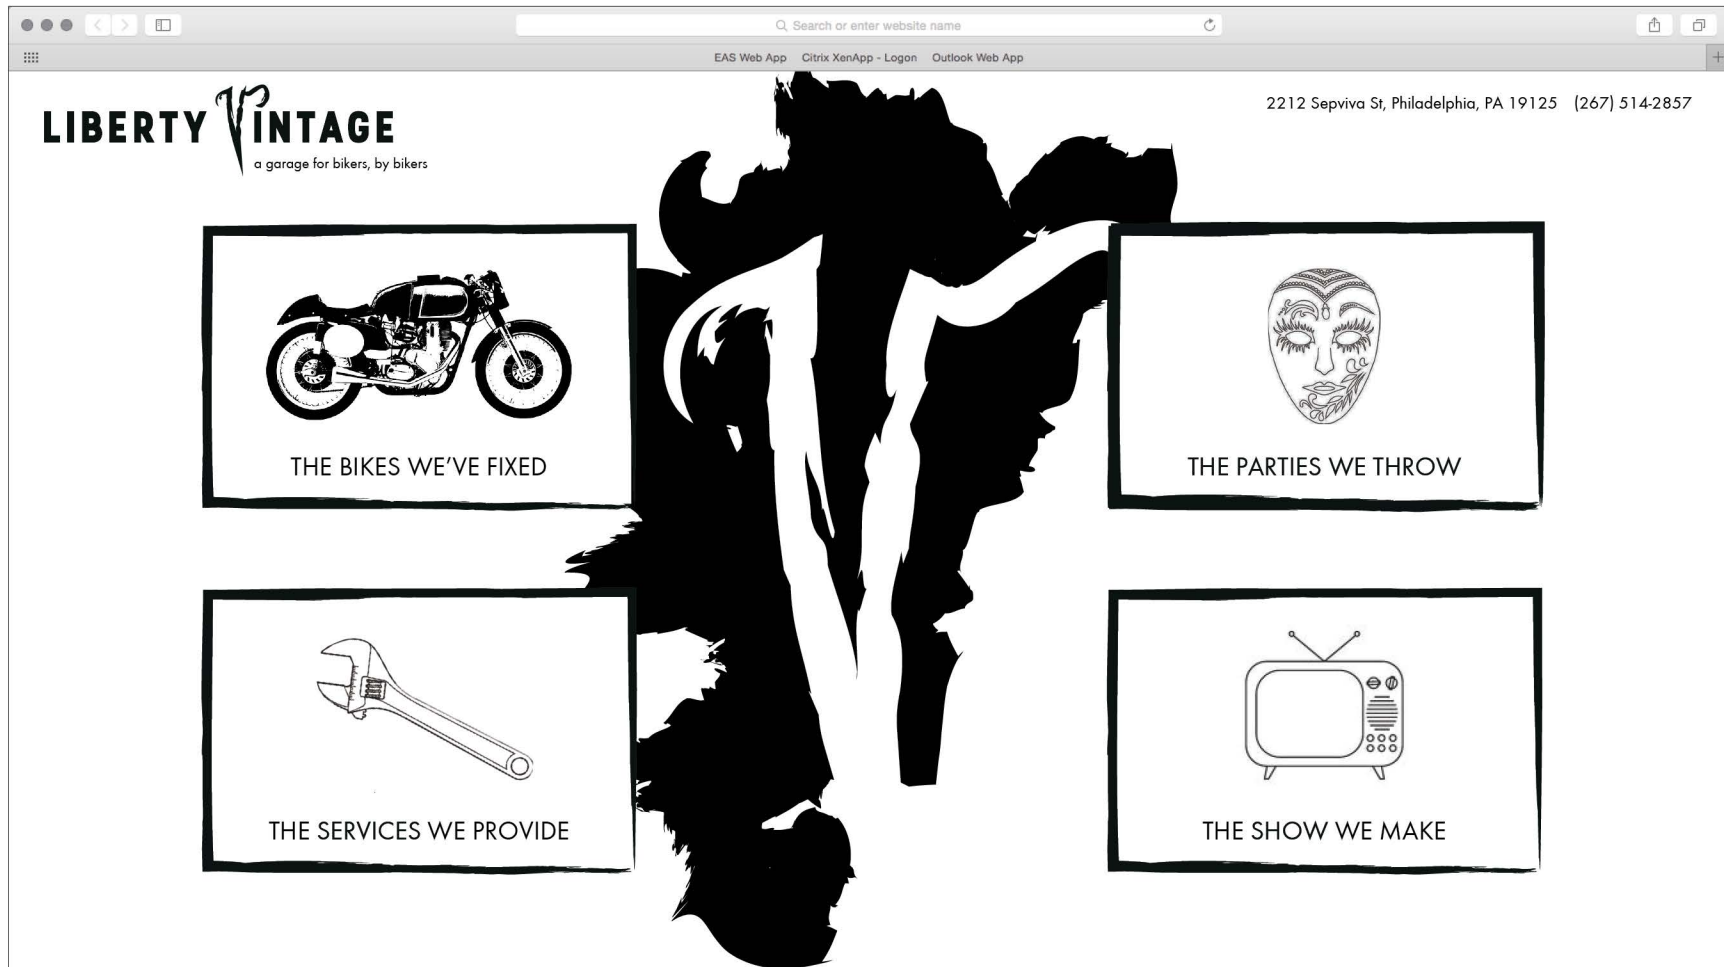 Search or enter website name
EAS Web App Citrix XenApp - Logon Outlook Web App
LIBERTY VINTAGE
a garage for bikers, by bikers
2212 Sepviva St, Philadelphia, PA 19125 (267) 514-2857
THE BIKES WE'VE FIXED
THE PARTIES WE THROW
THE SERVICES WE PROVIDE
THE SHOW WE MAKE